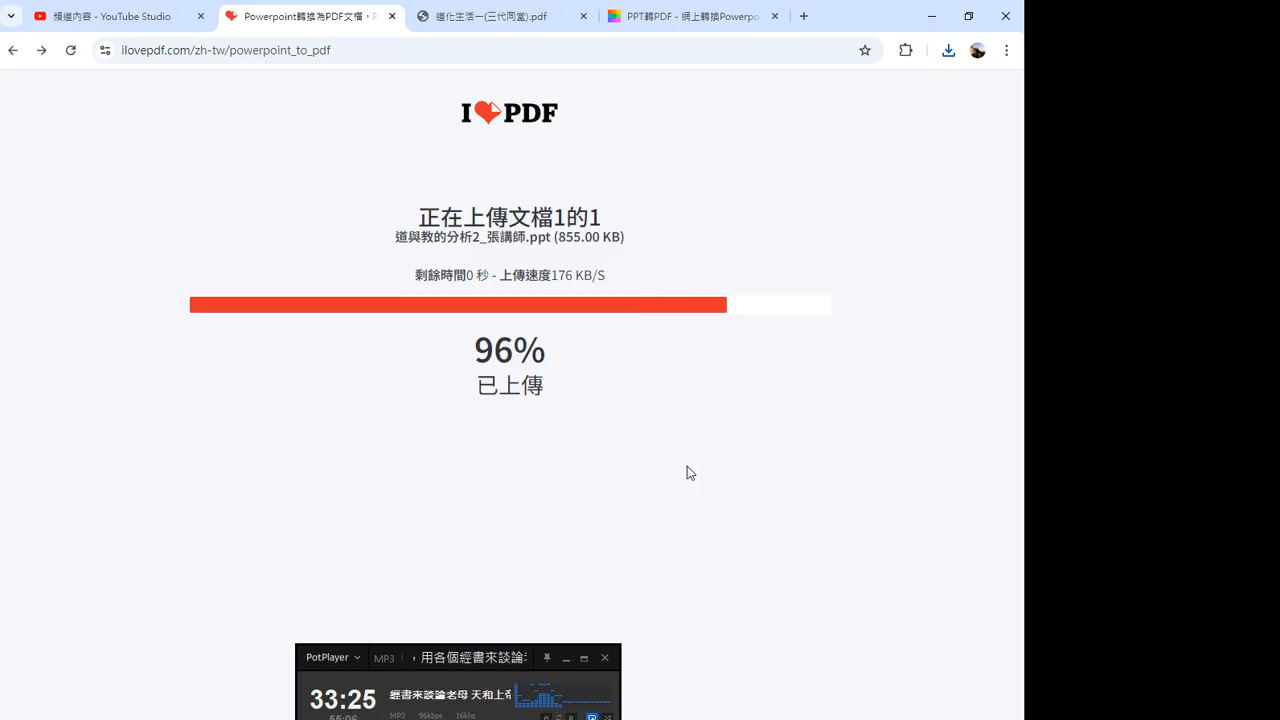 頻道內容 - YouTube Studio
Powerpoint轉換為PDF文檔，P
道化生活一(三代同堂).pdf
PPT轉PDF - 網上轉換Powerpo
ilovepdf.com/zh-tw/powerpoint_to_pdf
I PDF
正在上傳文檔1的1
道與教的分析2_張講師.ppt (855.00 KB)
剩餘時間0 秒 - 上傳速度176 KB/S
96%
已上傳
PotPlayer
MP3
，用各個經書來談論老
33:25
經書來談論老母 天和上帝
55:06
MP3 96kbps 16khz